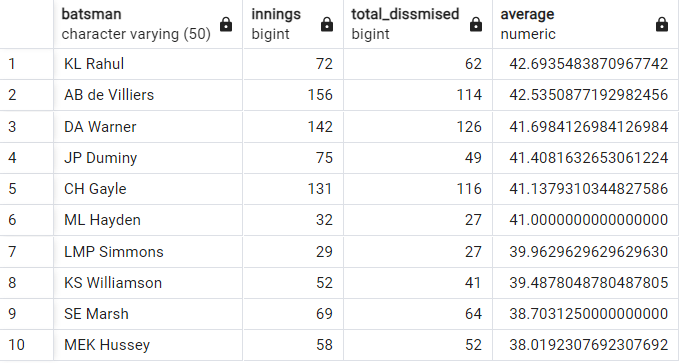 batsman innings total_dissmised average
character varying (50) bigint bigint numeric
1 KL Rahul 72 62 42.6935483870967742
2 AB de Villiers 156 114 42.5350877192982456
3 DA Warner 142 126 41.6984126984126984
4 JP Duminy 75 49 41.4081632653061224
5 CH Gayle 131 116 41.1379310344827586
6 ML Hayden 32 27 41.0000000000000000
7 LMP Simmons 29 27 39.9629629629629630
8 KS Williamson 52 41 39.4878048780487805
9 SE Marsh 69 64 38.7031250000000000
10 MEK Hussey 58 52 38.0192307692307692